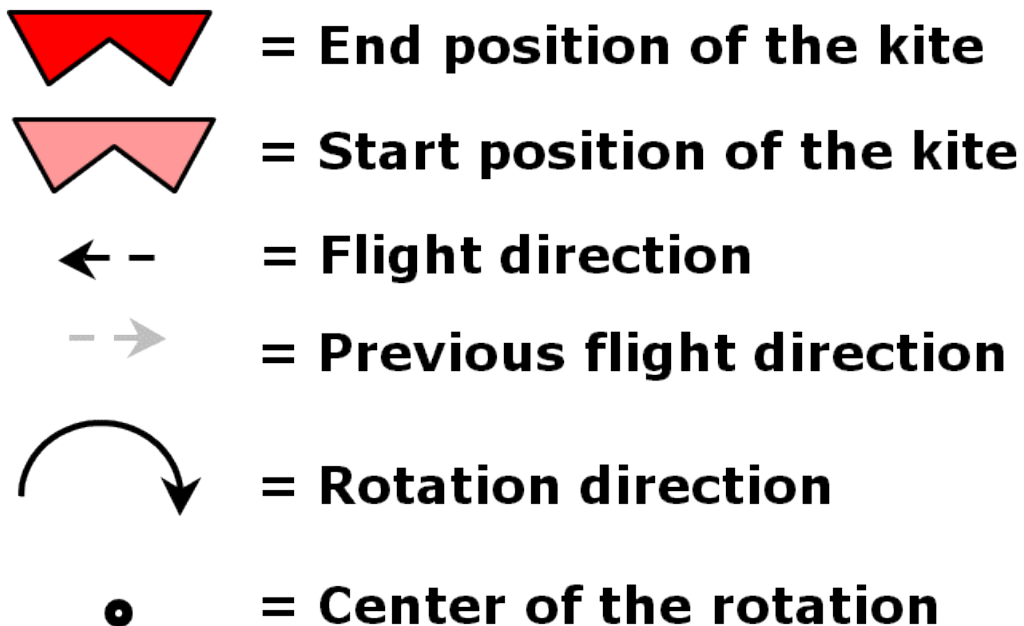 = End position of the kite
= Start position of the kite
= Flight direction
= Previous flight direction
= Rotation direction
= Center of the rotation